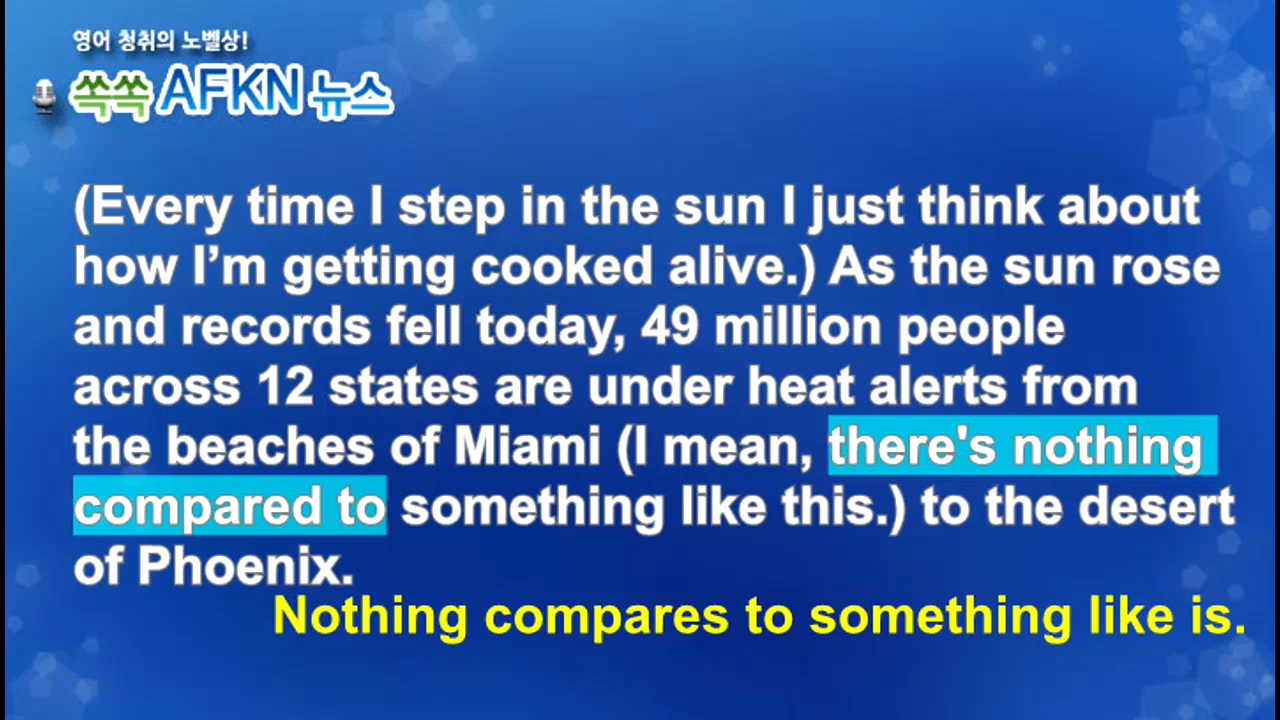 영어 청취의 노벨상!
쏙쏙 AFKN 뉴스
(Every time I step in the sun I just think about
how I’m getting cooked alive.) As the sun rose
and records fell today, 49 million people
across 12 states are under heat alerts from
the beaches of Miami (I mean, there's nothing
compared to something like this.) to the desert
of Phoenix.
Nothing compares to something like is.